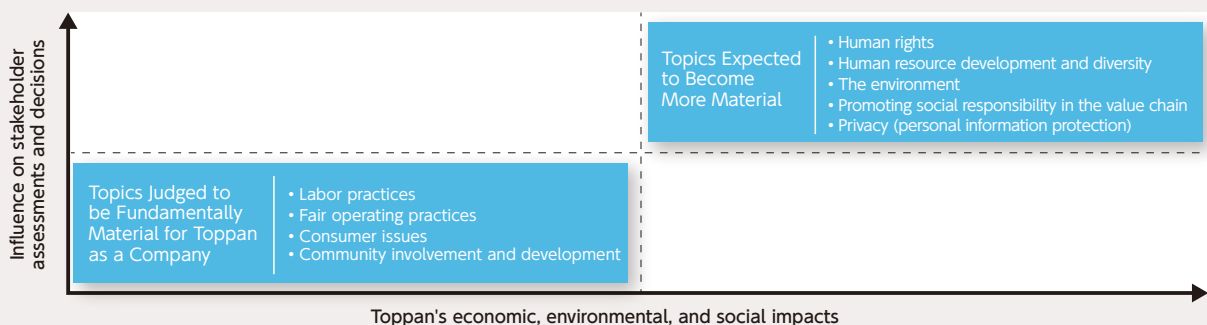 Influence on stakeholder
assessments and decisions
Topics Expected
to Become
More Material
• Human rights
• Human resource development and diversity
• The environment
• Promoting social responsibility in the value chain
• Privacy (personal information protection)
Topics Judged to
be Fundamentally
Material for Toppan
as a Company
• Labor practices
• Fair operating practices
• Consumer issues
• Community involvement and development
Toppan's economic, environmental, and social impacts